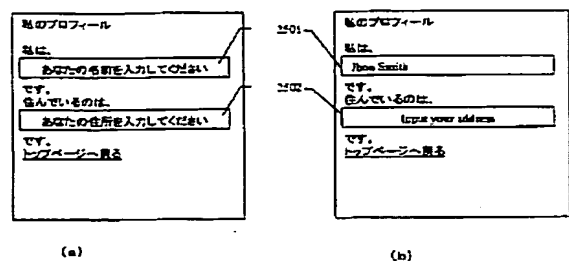 私のプロフィール
私は、
あなたの名前を入力してください
です。
住んでいるのは、
あなたの住所を入力してください
です。
トップページへ戻る
(a)
2501
2502
私のプロフィール
私は、
Jhon Smith
です。
住んでいるのは、
Input your address
です。
トップページへ戻る
(b)